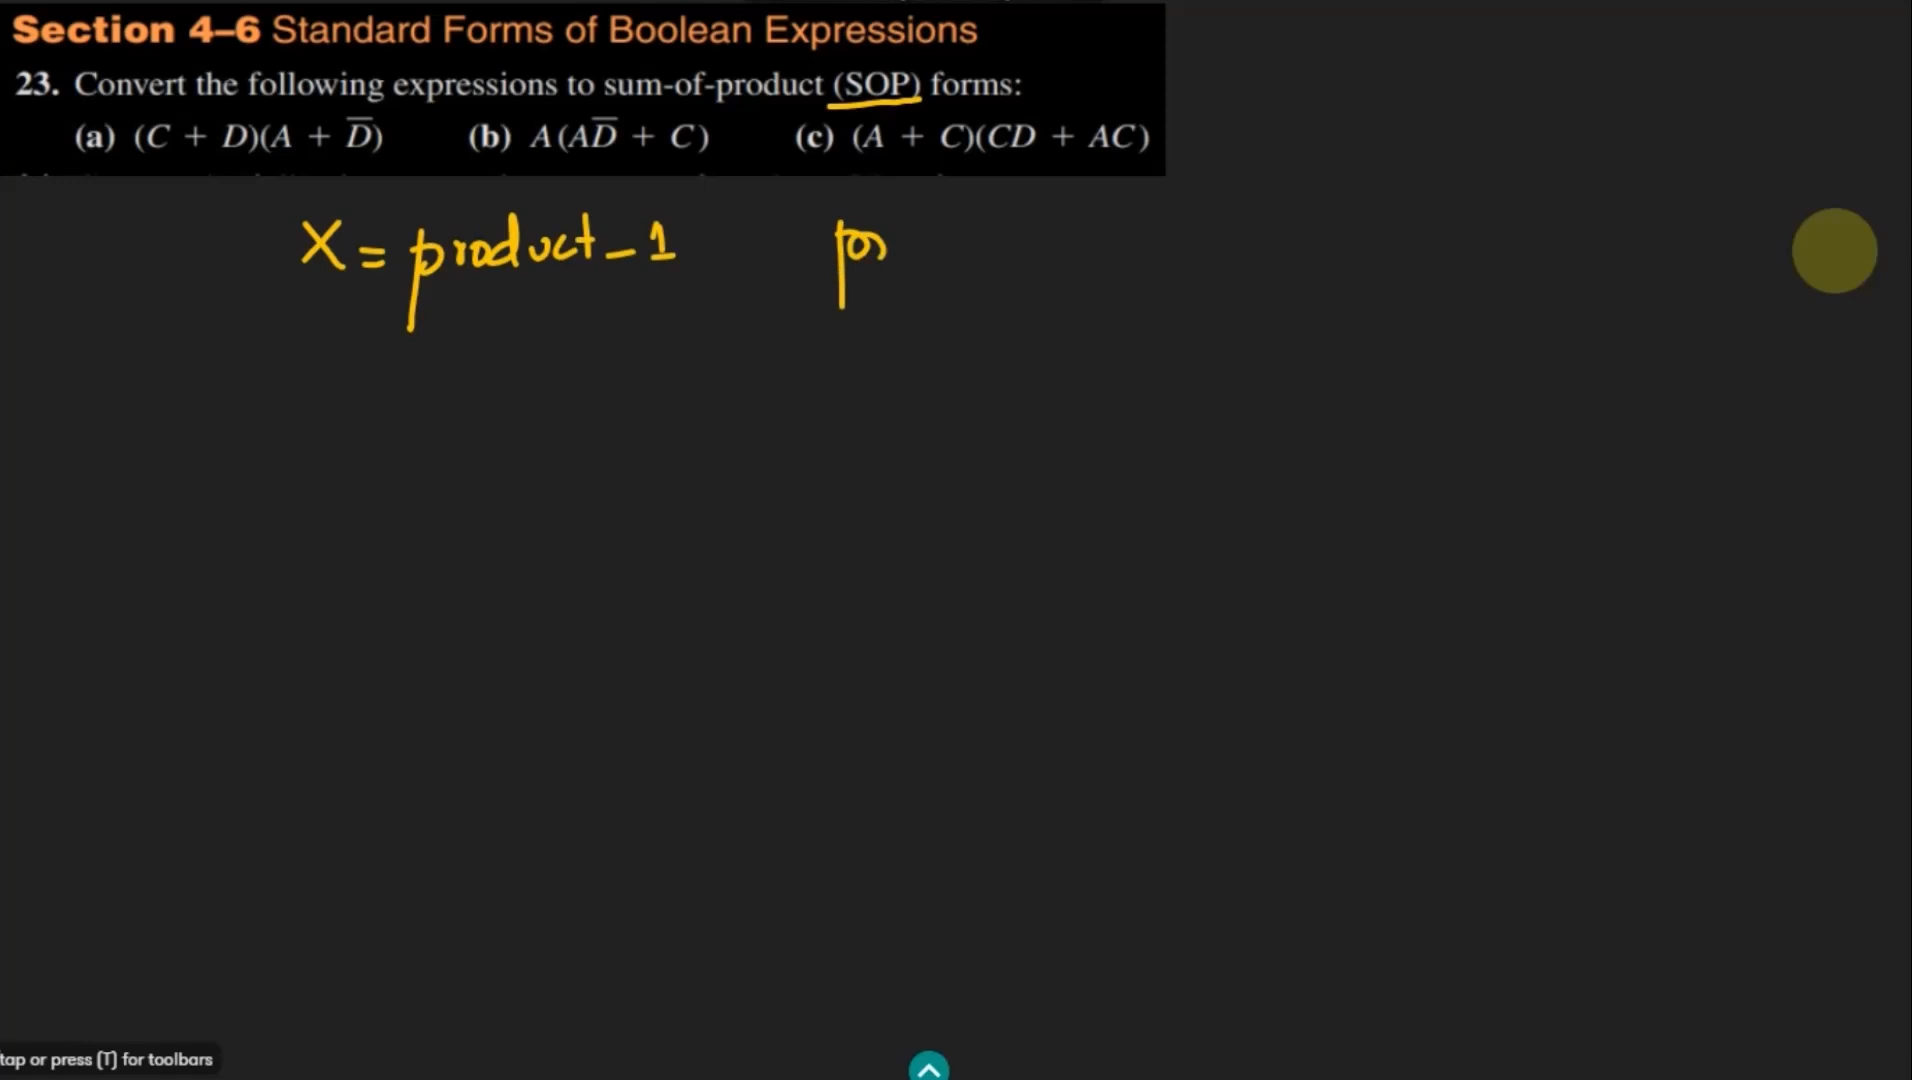 Section 4–6 Standard Forms of Boolean Expressions
23. Convert the following expressions to sum-of-product (SOP) forms:
(a) (C + D)(A + D̅) (b) A(AD̅ + C) (c) (A + C)(CD + AC)
X = product-1 pro
tap or press (T) for toolbars